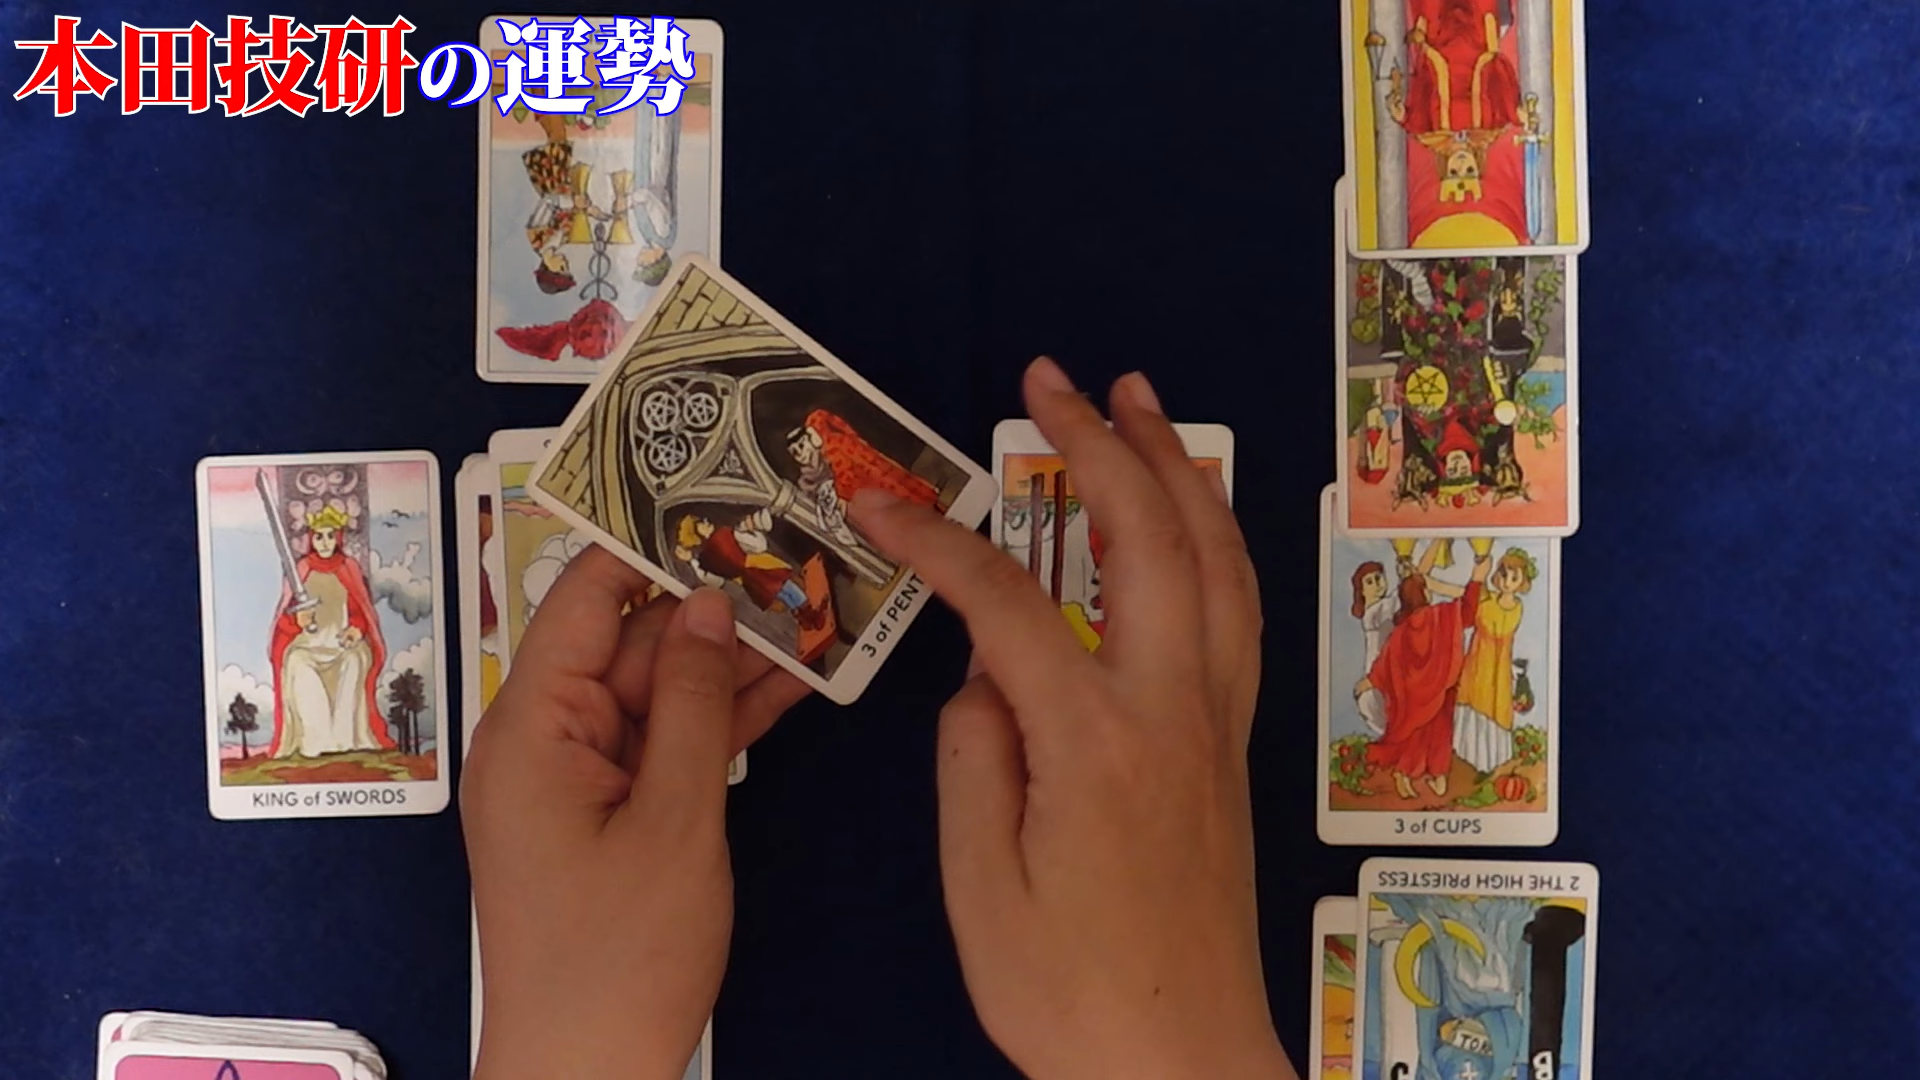 本田技研の運勢
3 of PENT
KING of SWORDS
3 of CUPS
2 THE HIGH PRIESTESS
TOR
B